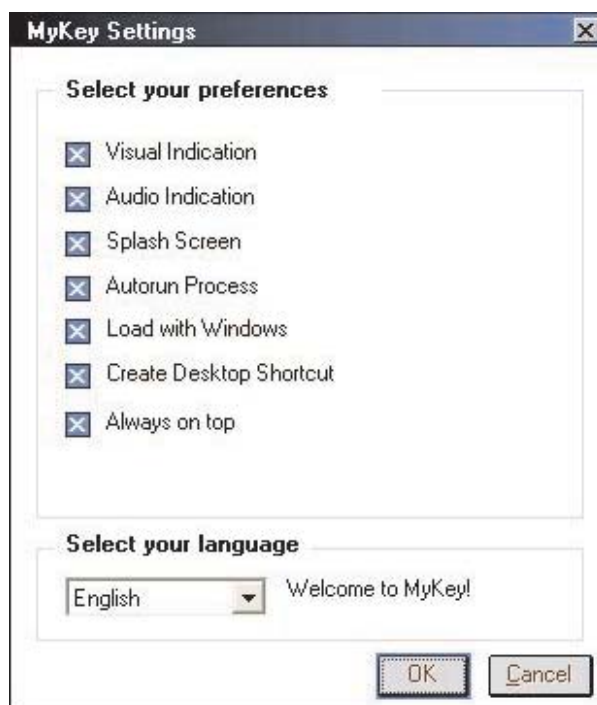 MyKey Settings
Select your preferences
Visual Indication
Audio Indication
Splash Screen
Autorun Process
Load with Windows
Create Desktop Shortcut
Always on top
Select your language
English Welcome to MyKey!
OK Cancel